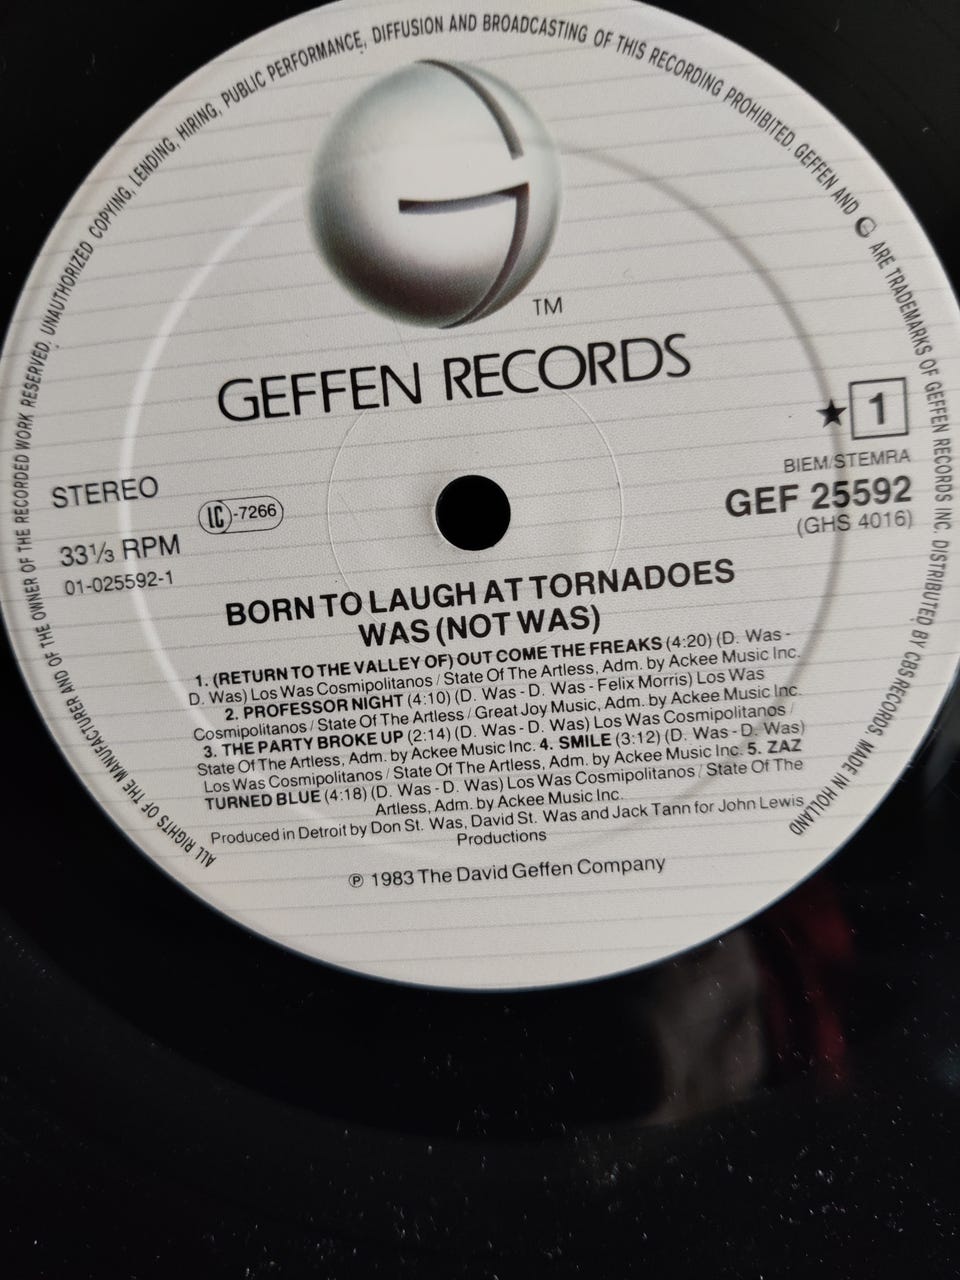 ALL RIGHTS OF THE MANUFACTURER AND OF THE OWNER OF THE RECORDED WORK RESERVED. UNAUTHORIZED COPYING, LENDING, HIRING, PUBLIC PERFORMANCE, DIFFUSION AND BROADCASTING OF THIS RECORDING PROHIBITED. GEFFEN AND G ARE TRADEMARKS OF GEFFEN RECORDS INC. DISTRIBUTED BY CBS RECORDS. MADE IN HOLLAND
TM
GEFFEN RECORDS
★ 1
BIEM/STEMRA
GEF 25592
(GHS 4016)
STEREO
IC-7266
33⅓ RPM
01-025592-1
BORN TO LAUGH AT TORNADOES
WAS (NOT WAS)
1. (RETURN TO THE VALLEY OF) OUT COME THE FREAKS (4:20) (D. Was -
D. Was) Los Was Cosmipolitanos / State Of The Artless, Adm. by Ackee Music Inc.
2. PROFESSOR NIGHT (4:10) (D. Was - D. Was - Felix Morris) Los Was
Cosmopolitanos / State Of The Artless / Great Joy Music, Adm. by Ackee Music Inc.
3. THE PARTY BROKE UP (2:14) (D. Was - D. Was) Los Was Cosmopolitanos /
State Of The Artless, Adm. by Ackee Music Inc. 4. SMILE (3:12) (D. Was - D. Was)
Los Was Cosmopolitanos / State Of The Artless, Adm. by Ackee Music Inc. 5. ZAZ
TURNED BLUE (4:18) (D. Was - D. Was) Los Was Cosmopolitanos / State Of The
Artless, Adm. by Ackee Music Inc.
Produced in Detroit by Don St. Was, David St. Was and Jack Tann for John Lewis
Productions
℗ 1983 The David Geffen Company